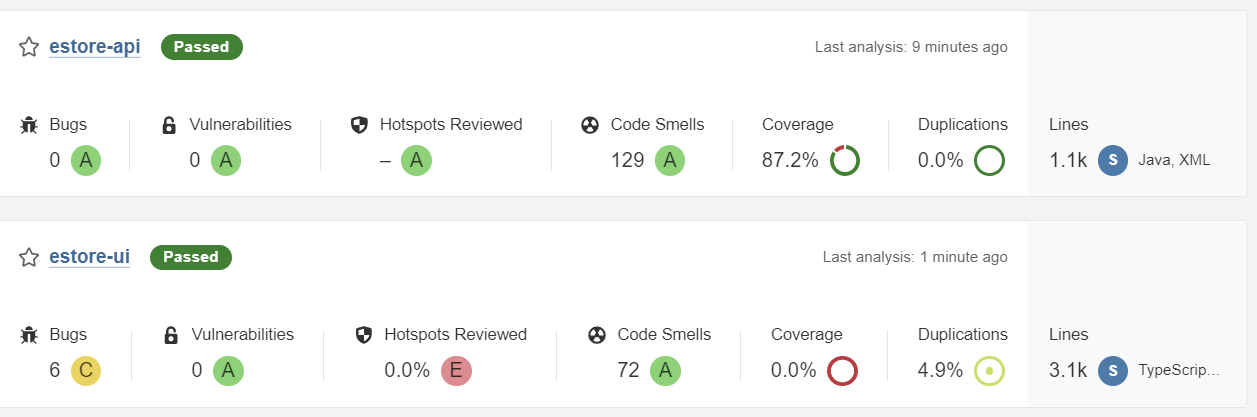 estore-api Passed Last analysis: 9 minutes ago
Bugs Vulnerabilities Hotspots Reviewed Code Smells Coverage Duplications Lines
0 A 0 A – A 129 A 87.2% 0.0% 1.1k S Java, XML
estore-ui Passed Last analysis: 1 minute ago
Bugs Vulnerabilities Hotspots Reviewed Code Smells Coverage Duplications Lines
6 C 0 A 0.0% E 72 A 0.0% 4.9% 3.1k S TypeScrip...